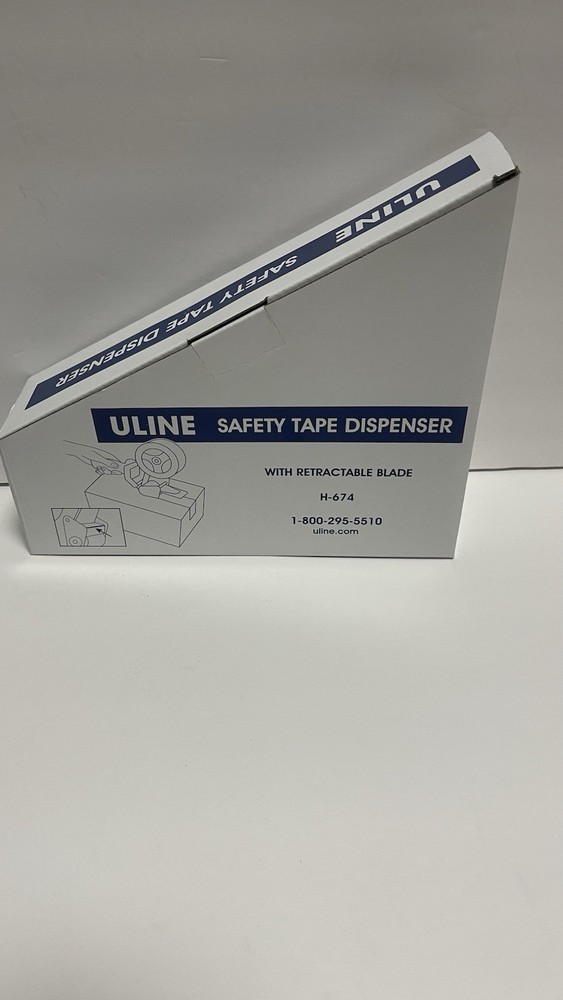 ULINE SAFETY TAPE DISPENSER
ULINE SAFETY TAPE DISPENSER
WITH RETRACTABLE BLADE
H-674
1-800-295-5510
uline.com